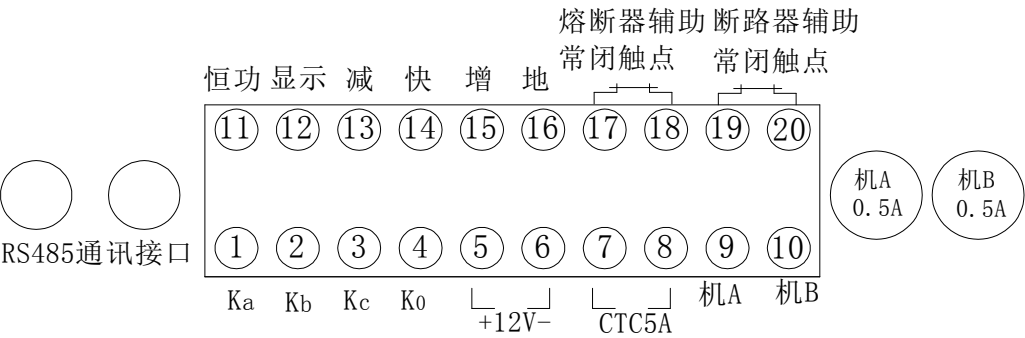 熔断器辅助 断路器辅助
常闭触点 常闭触点
恒功 显示 减 快 增 地
11 12 13 14 15 16 17 18 19 20
机A 机B
0.5A 0.5A
RS485通讯接口
1 2 3 4 5 6 7 8 9 10
Ka Kb Kc K0 机A 机B
+12V- CTC5A